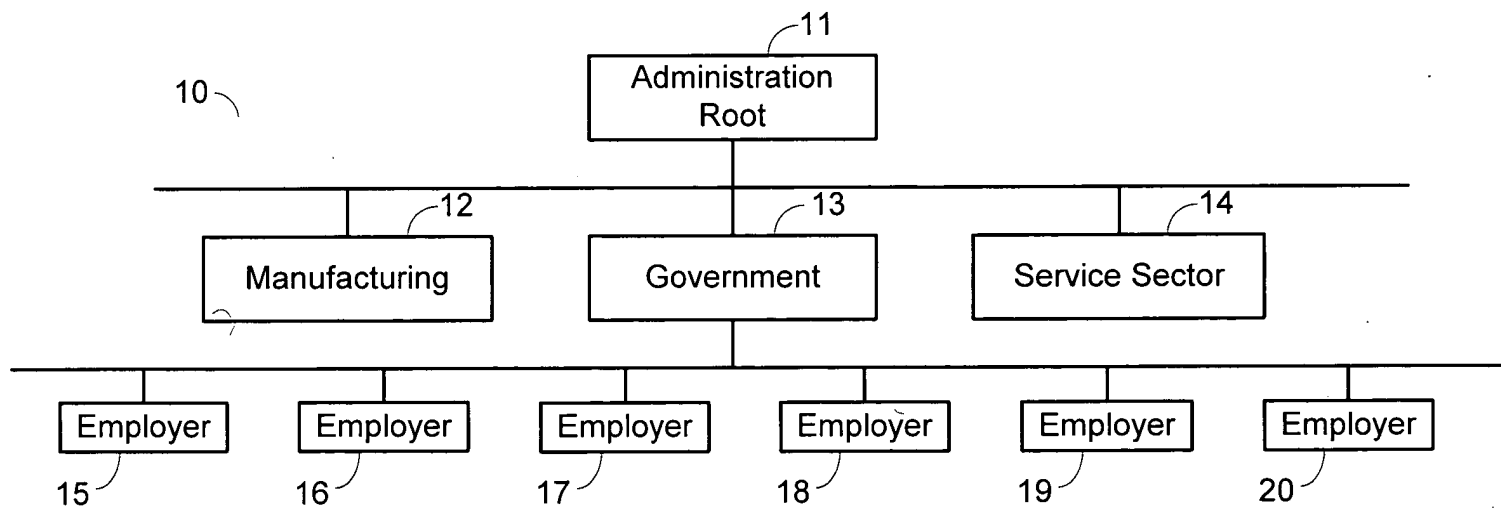 11
Administration
Root
10
12
13
14
Manufacturing
Government
Service Sector
Employer
Employer
Employer
Employer
Employer
Employer
15
16
17
18
19
20